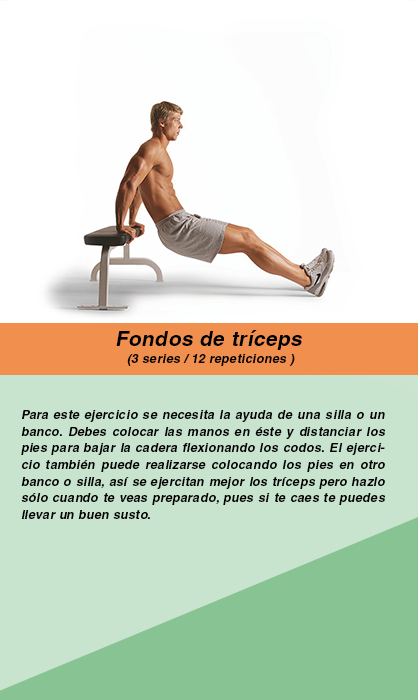 Fondos de tríceps
(3 series / 12 repeticiones )
Para este ejercicio se necesita la ayuda de una silla o un
banco. Debes colocar las manos en éste y distanciar los
pies para bajar la cadera flexionando los codos. El ejerci-
cio también puede realizarse colocando los pies en otro
banco o silla, así se ejercitan mejor los tríceps pero hazlo
sólo cuando te veas preparado, pues si te caes te puedes
llevar un buen susto.